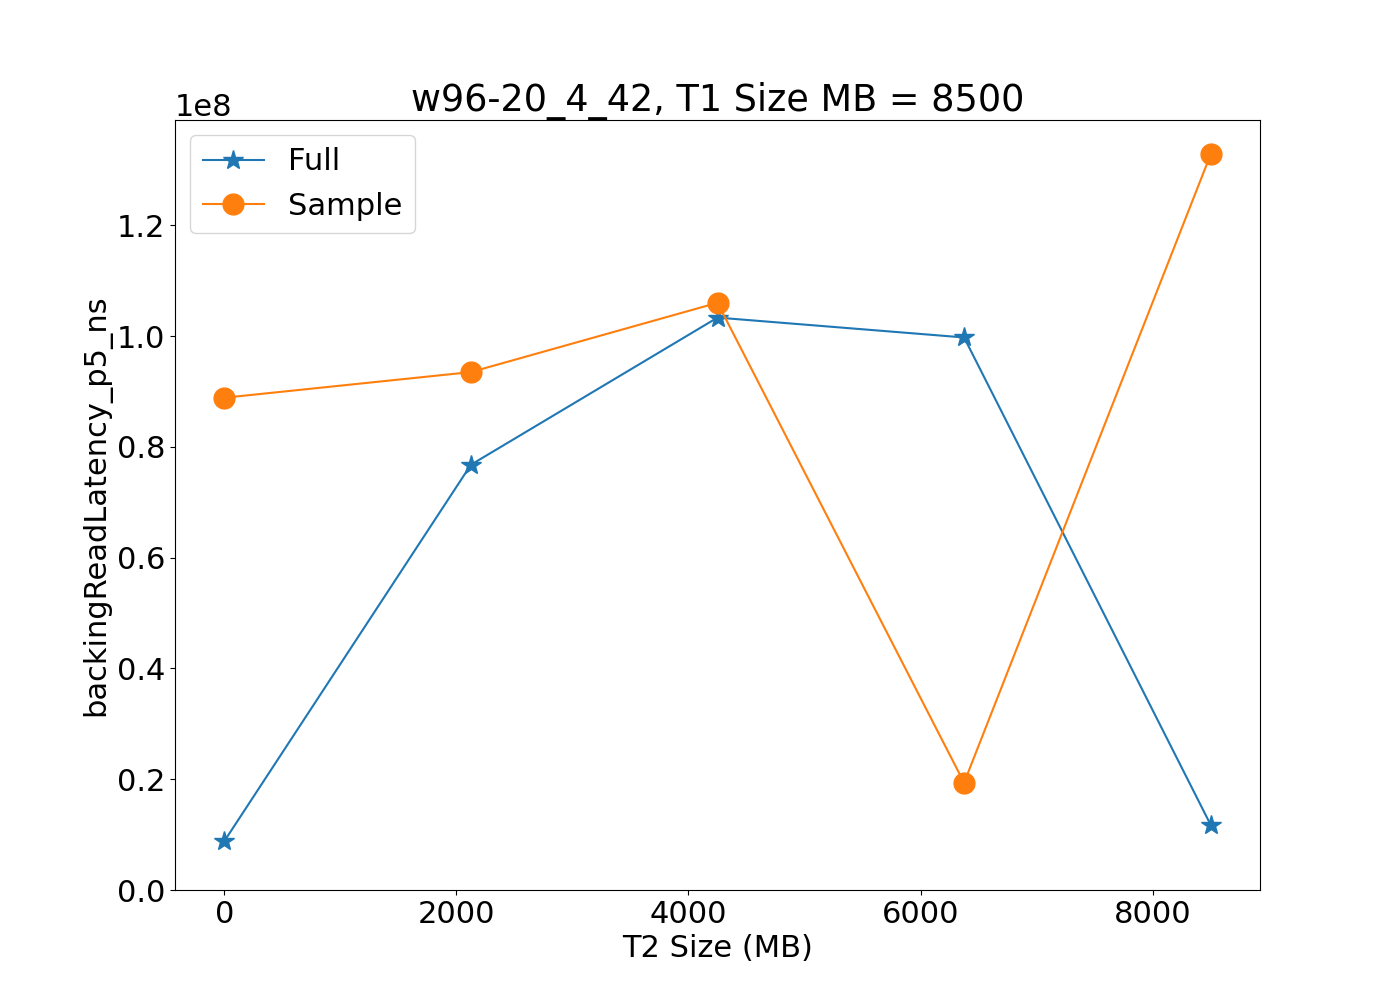 w96-20_4_42, T1 Size MB = 8500
1e8
Full
Sample
1.2
1.0
0.8
0.6
0.4
0.2
0.0
backingReadLatency_p5_ns
0 2000 4000 6000 8000
T2 Size (MB)